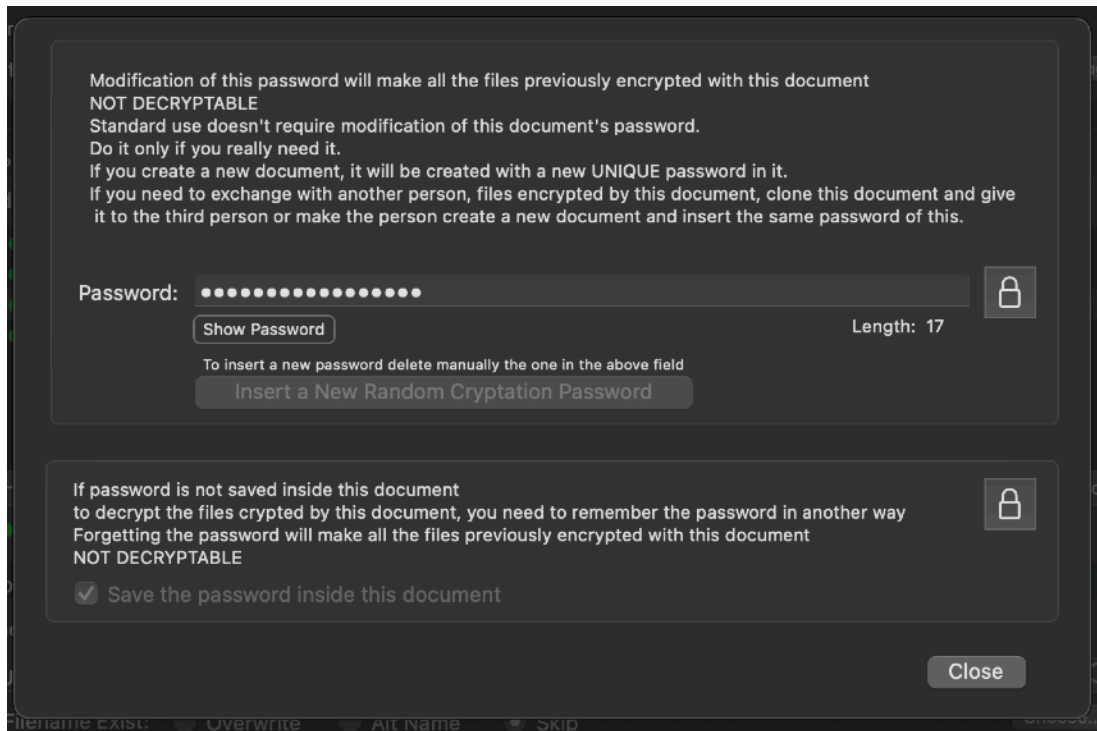 Modification of this password will make all the files previously encrypted with this document
NOT DECRYPTABLE
Standard use doesn't require modification of this document's password.
Do it only if you really need it.
If you create a new document, it will be created with a new UNIQUE password in it.
If you need to exchange with another person, files encrypted by this document, clone this document and give
it to the third person or make the person create a new document and insert the same password of this.
Password: •••••••••••••••••
Show Password
Length: 17
To insert a new password delete manually the one in the above field
Insert a New Random Cryptation Password
If password is not saved inside this document
to decrypt the files crypted by this document, you need to remember the password in another way
Forgetting the password will make all the files previously encrypted with this document
NOT DECRYPTABLE
Save the password inside this document
Close
Filename Exist: Overwrite Alt Name Skip